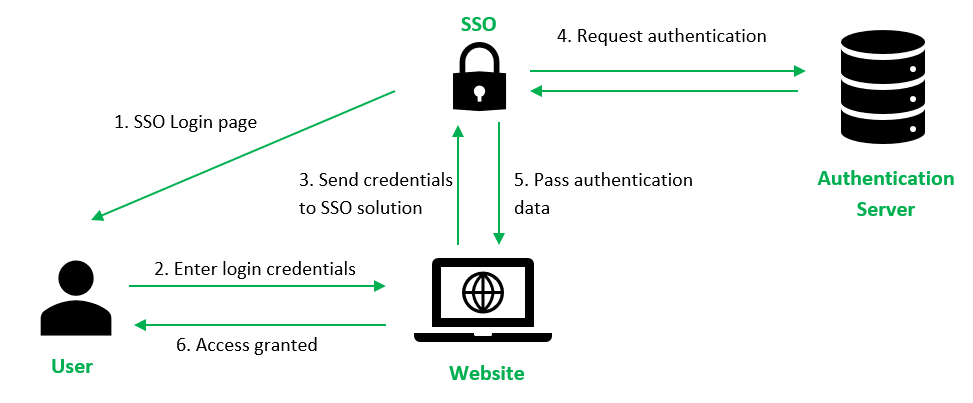 SSO
4. Request authentication
1. SSO Login page
3. Send credentials
to SSO solution
5. Pass authentication
data
Authentication
Server
2. Enter login credentials
6. Access granted
User
Website